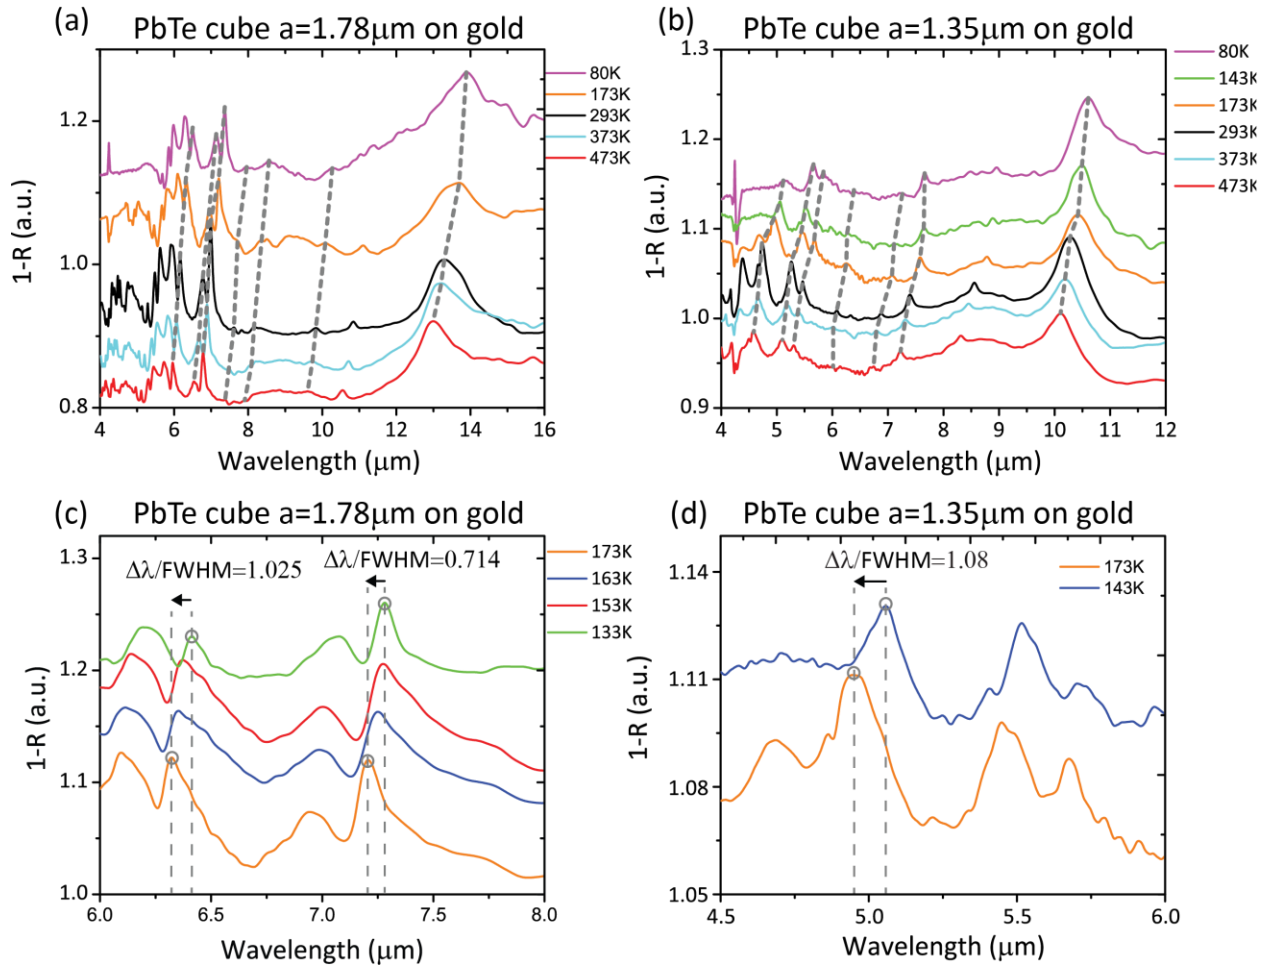 (a) PbTe cube a=1.78μm on gold
1.2
1.0
0.8
1-R (a.u.)
80K
173K
293K
373K
473K
4 6 8 10 12 14 16
Wavelength (μm)
(b) PbTe cube a=1.35μm on gold
1.3
1.2
1.1
1.0
0.9
1-R (a.u.)
80K
143K
173K
293K
373K
473K
4 5 6 7 8 9 10 11 12
Wavelength (μm)
(c) PbTe cube a=1.78μm on gold
1.3
1.2
1.1
1.0
1-R (a.u.)
Δλ/FWHM=1.025
Δλ/FWHM=0.714
173K
163K
153K
133K
6.0 6.5 7.0 7.5 8.0
Wavelength (μm)
(d) PbTe cube a=1.35μm on gold
1.14
1.11
1.08
1.05
1-R (a.u.)
Δλ/FWHM=1.08
173K
143K
4.5 5.0 5.5 6.0
Wavelength (μm)